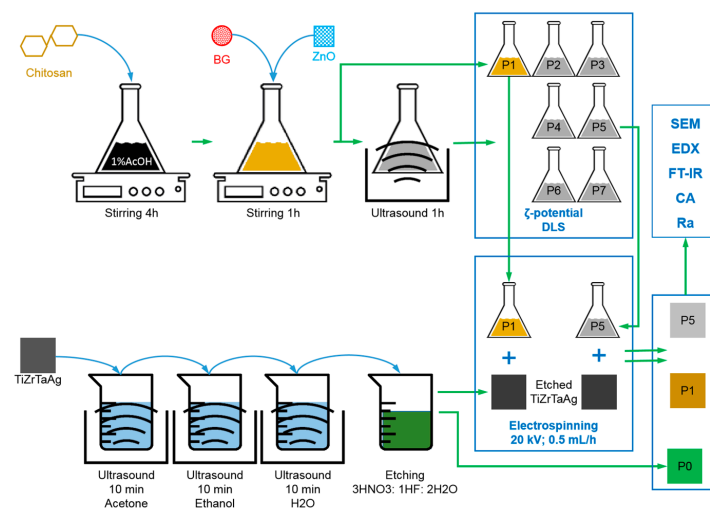 Chitosan
BG
ZnO
1%AcOH
Stirring 4h
Stirring 1h
Ultrasound 1h
P1
P2
P3
P4
P5
P6
P7
ζ-potential
DLS
SEM
EDX
FT-IR
CA
Ra
P1
P5
+
+
Etched
TiZrTaAg
Electrospinning
20 kV; 0.5 mL/h
P5
P1
P0
TiZrTaAg
Ultrasound
10 min
Acetone
Ultrasound
10 min
Ethanol
Ultrasound
10 min
H2O
Etching
3HNO3: 1HF: 2H2O